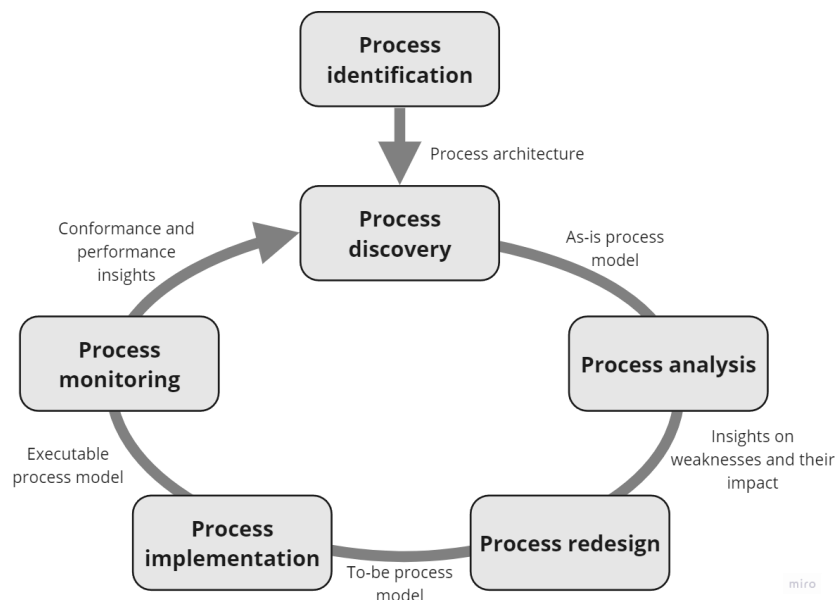 Process
identification
Process architecture
Process
discovery
Conformance and
performance
insights
As-is process
model
Process
monitoring
Process analysis
Executable
process model
Insights on
weaknesses and their
impact
Process
implementation
Process redesign
To-be process
model
miro